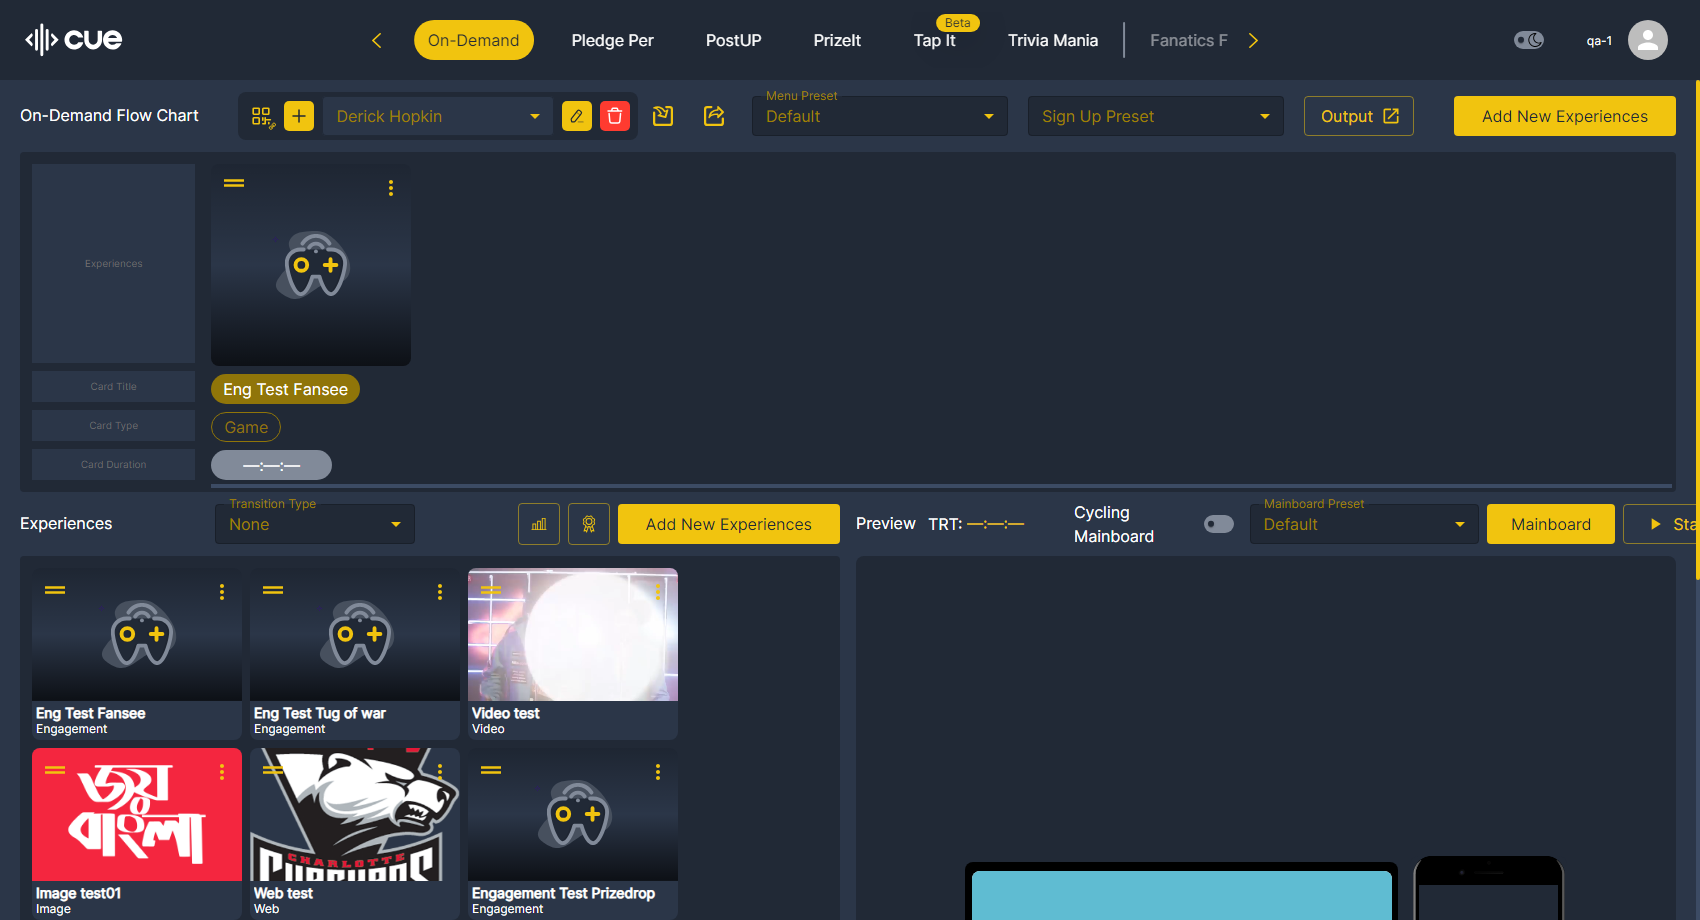 cue
On-Demand
Pledge Per
PostUP
PrizeIt
Beta
Tap It
Trivia Mania
Fanatics F
qa-1
On-Demand Flow Chart
Derick Hopkin
Menu Preset
Default
Sign Up Preset
Output
Add New Experiences
Experiences
Card Title
Eng Test Fansee
Card Type
Game
Card Duration
—:—:—
Experiences
Transition Type
None
Add New Experiences
Preview
TRT: —:—:—
Cycling
Mainboard
Mainboard Preset
Default
Mainboard
Sta
Eng Test Fansee
Engagement
Eng Test Tug of war
Engagement
Video test
Video
জয়
বাংলা
CHARLOTTE
Image test01
Image
Web test
Web
Engagement Test Prizedrop
Engagement